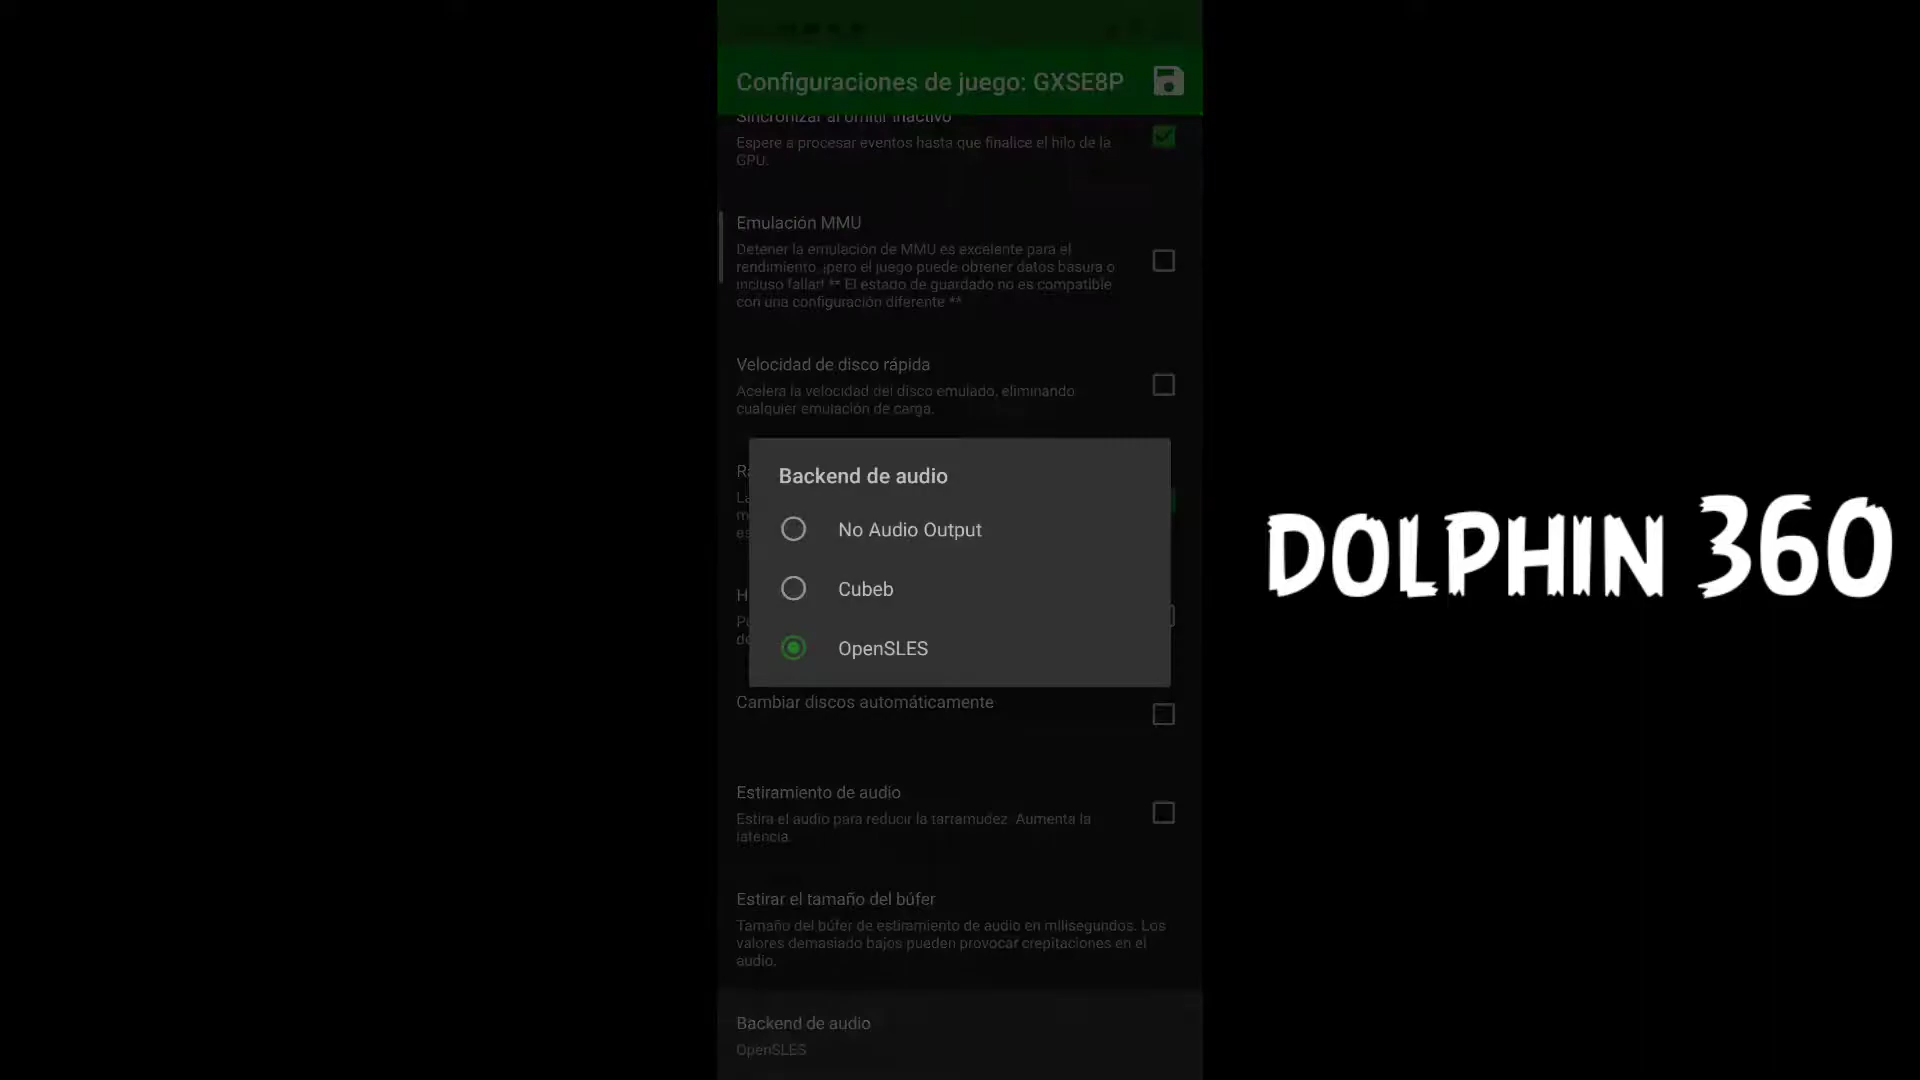 Configuraciones de juego: GXSE8P
Sincronizar al omitir inactivo
Espere a procesar eventos hasta que finalice el hilo de la
GPU.
Emulación MMU
Detener la emulación de MMU es excelente para el
rendimiento, ¡pero el juego puede obtener datos basura o
incluso fallar! ** El estado de guardado no es compatible
con una configuración diferente **
Velocidad de disco rápida
Acelera la velocidad del disco emulado, eliminando
cualquier emulación de carga.
Backend de audio
No Audio Output
Cubeb
OpenSLES
DOLPHIN 360
Cambiar discos automáticamente
Estiramiento de audio
Estira el audio para reducir la tartamudez. Aumenta la
latencia.
Estirar el tamaño del búfer
Tamaño del búfer de estiramiento de audio en milisegundos. Los
valores demasiado bajos pueden provocar crepitaciones en el
audio.
Backend de audio
OpenSLES